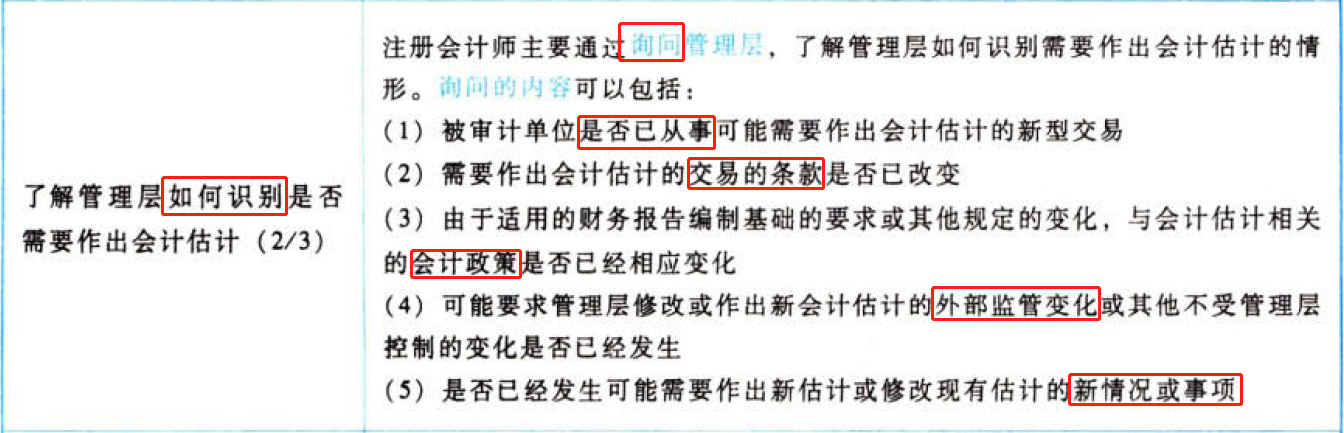 了解管理层如何识别是否
需要作出会计估计（2/3）
注册会计师主要通过询问管理层，了解管理层如何识别需要作出会计估计的情
形。询问的内容可以包括：
（1）被审计单位是否已从事可能需要作出会计估计的新型交易
（2）需要作出会计估计的交易的条款是否已改变
（3）由于适用的财务报告编制基础的要求或其他规定的变化，与会计估计相关
的会计政策是否已经相应变化
（4）可能要求管理层修改或作出新会计估计的外部监管变化或其他不受管理层
控制的变化是否已经发生
（5）是否已经发生可能需要作出新估计或修改现有估计的新情况或事项